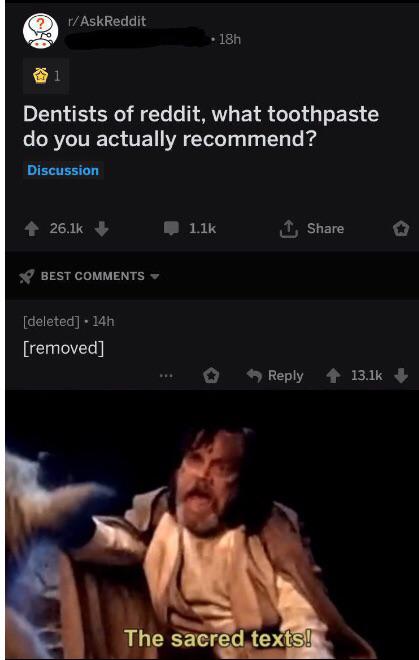 r/AskReddit
• 18h
1
Dentists of reddit, what toothpaste
do you actually recommend?
Discussion
26.1k
1.1k
Share
BEST COMMENTS
[deleted] • 14h
[removed]
... Reply 13.1k
The sacred texts!